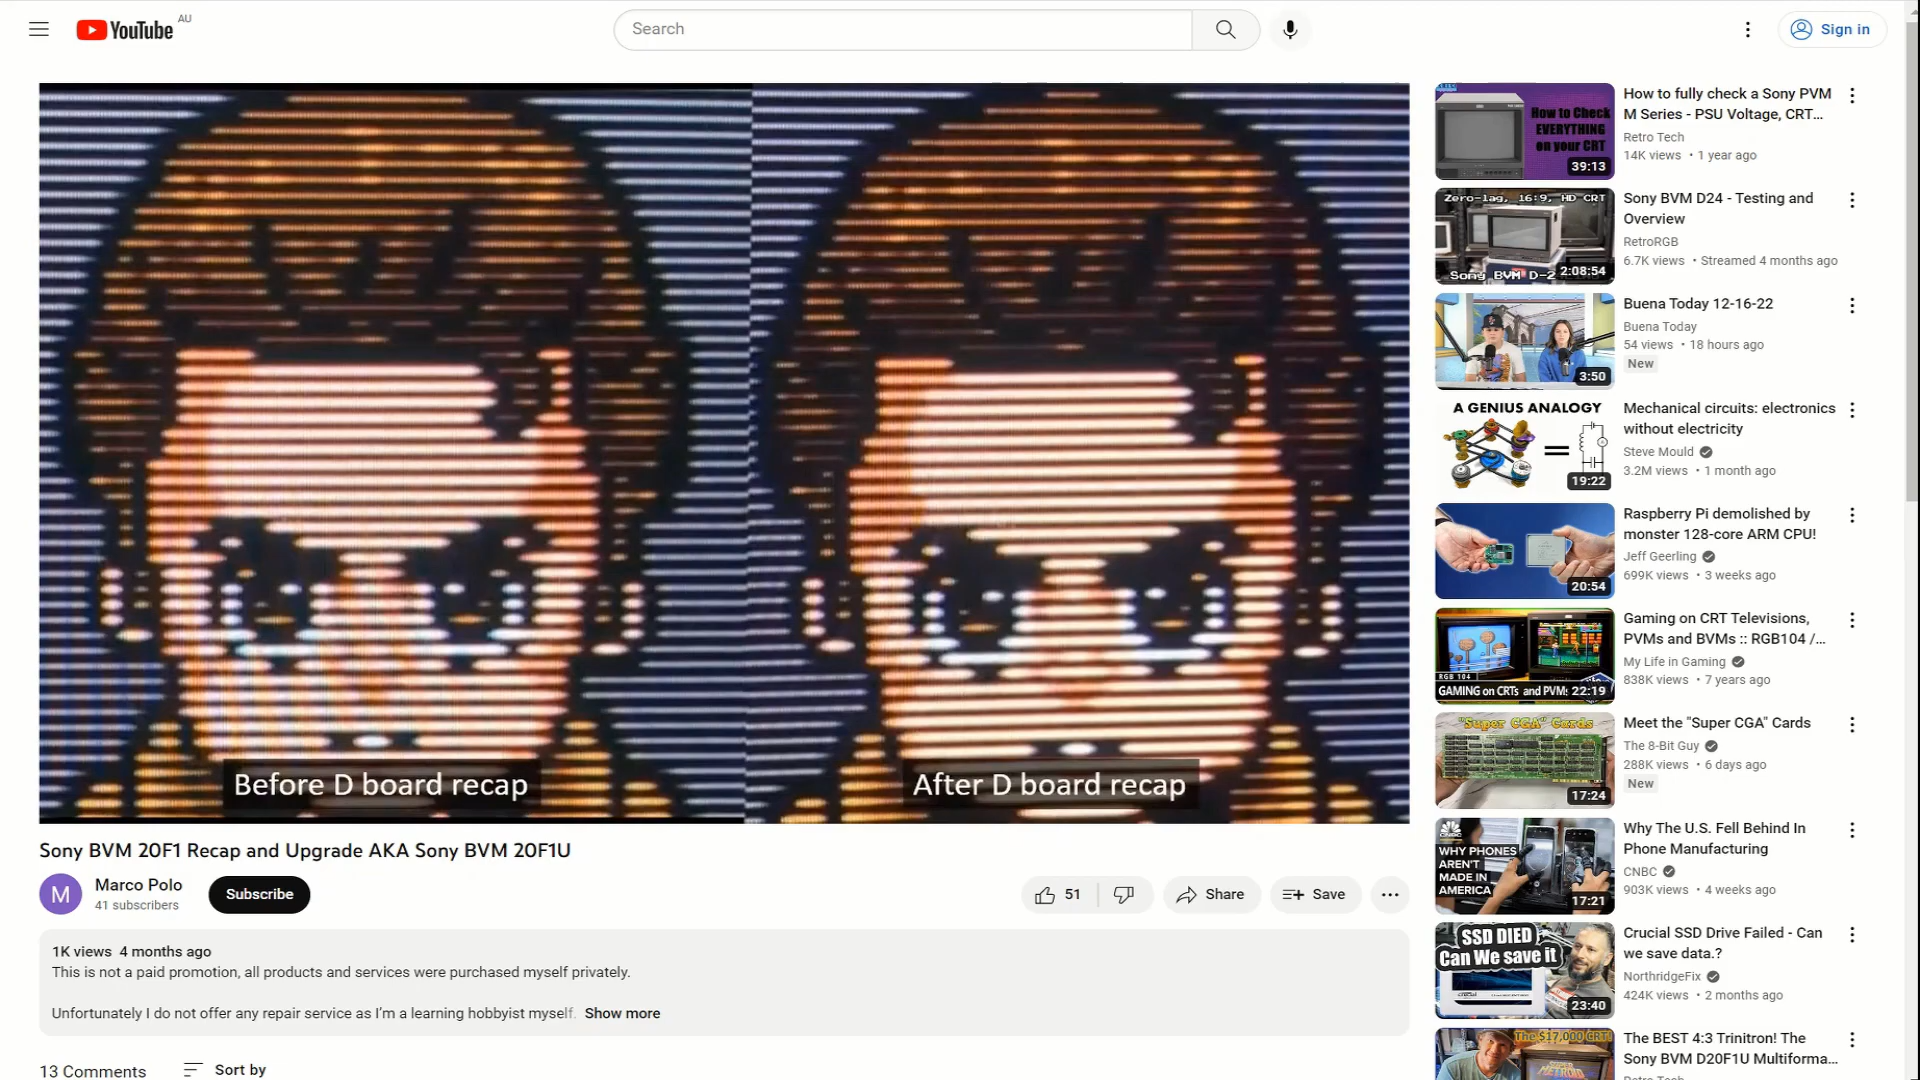 YouTube AU
Search
Sign in
Before D board recap
After D board recap
Sony BVM 20F1 Recap and Upgrade AKA Sony BVM 20F1U
M
Marco Polo
41 subscribers
Subscribe
51
Share
Save
1K views 4 months ago
This is not a paid promotion, all products and services were purchased myself privately.
Unfortunately I do not offer any repair service as I'm a learning hobbyist myself. Show more
13 Comments
Sort by
How to Check
EVERYTHING
on your CRT
39:13
How to fully check a Sony PVM
M Series - PSU Voltage, CRT...
Retro Tech
14K views • 1 year ago
Zero-lag, 16:9, HD CRT
Sony BVM D-2
2:08:54
Sony BVM D24 - Testing and
Overview
RetroRGB
6.7K views • Streamed 4 months ago
3:50
Buena Today 12-16-22
Buena Today
54 views • 18 hours ago
New
A GENIUS ANALOGY
=
19:22
Mechanical circuits: electronics
without electricity
Steve Mould
3.2M views • 1 month ago
20:54
Raspberry Pi demolished by
monster 128-core ARM CPU!
Jeff Geerling
699K views • 3 weeks ago
RGB 104
GAMING on CRTs and PVM
22:19
Gaming on CRT Televisions,
PVMs and BVMs :: RGB104 /...
My Life in Gaming
838K views • 7 years ago
"Super CGA" Cards
17:24
Meet the "Super CGA" Cards
The 8-Bit Guy
288K views • 6 days ago
New
CNBC
WHY PHONES
AREN'T
MADE IN
AMERICA
17:21
Why The U.S. Fell Behind In
Phone Manufacturing
CNBC
903K views • 4 weeks ago
SSD DIED
Can We save it
23:40
Crucial SSD Drive Failed - Can
we save data.?
NorthridgeFix
424K views • 2 months ago
The $17,000 CRT!
The BEST 4:3 Trinitron! The
Sony BVM D20F1U Multiforma...
Retro Tech